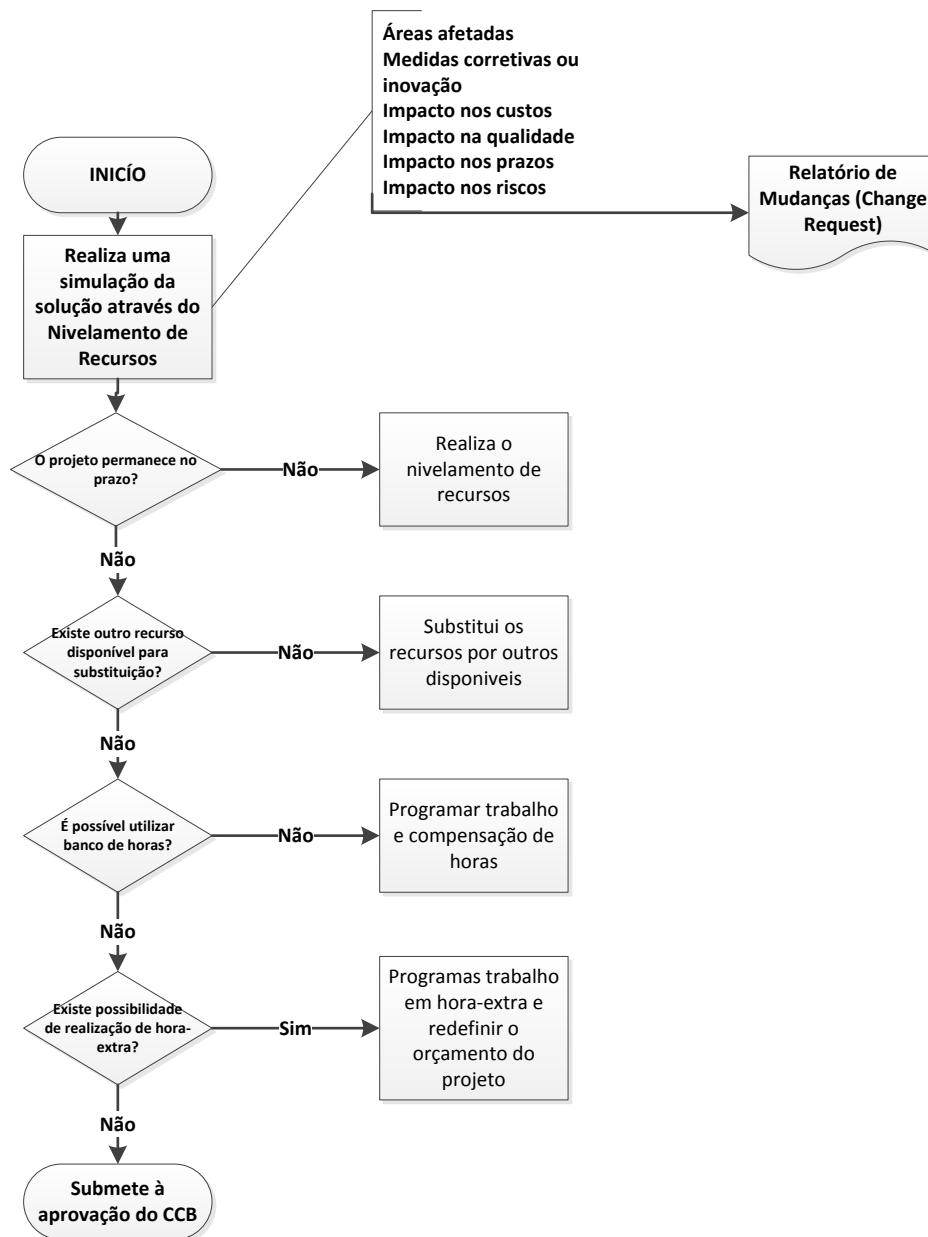 Áreas afetadas
Medidas corretivas ou
inovação
Impacto nos custos
Impacto na qualidade
Impacto nos prazos
Impacto nos riscos
Relatório de
Mudanças (Change
Request)
INICÍO
Realiza uma
simulação da
solução através do
Nivelamento de
Recursos
O projeto permanece no
prazo?
Não
Realiza o
nivelamento de
recursos
Não
Existe outro recurso
disponível para
substituição?
Não
Substitui os
recursos por outros
disponiveis
Não
É possível utilizar
banco de horas?
Não
Programar trabalho
e compensação de
horas
Não
Existe possibilidade
de realização de hora-
extra?
Sim
Programas trabalho
em hora-extra e
redefinir o
orçamento do
projeto
Não
Submete à
aprovação do CCB